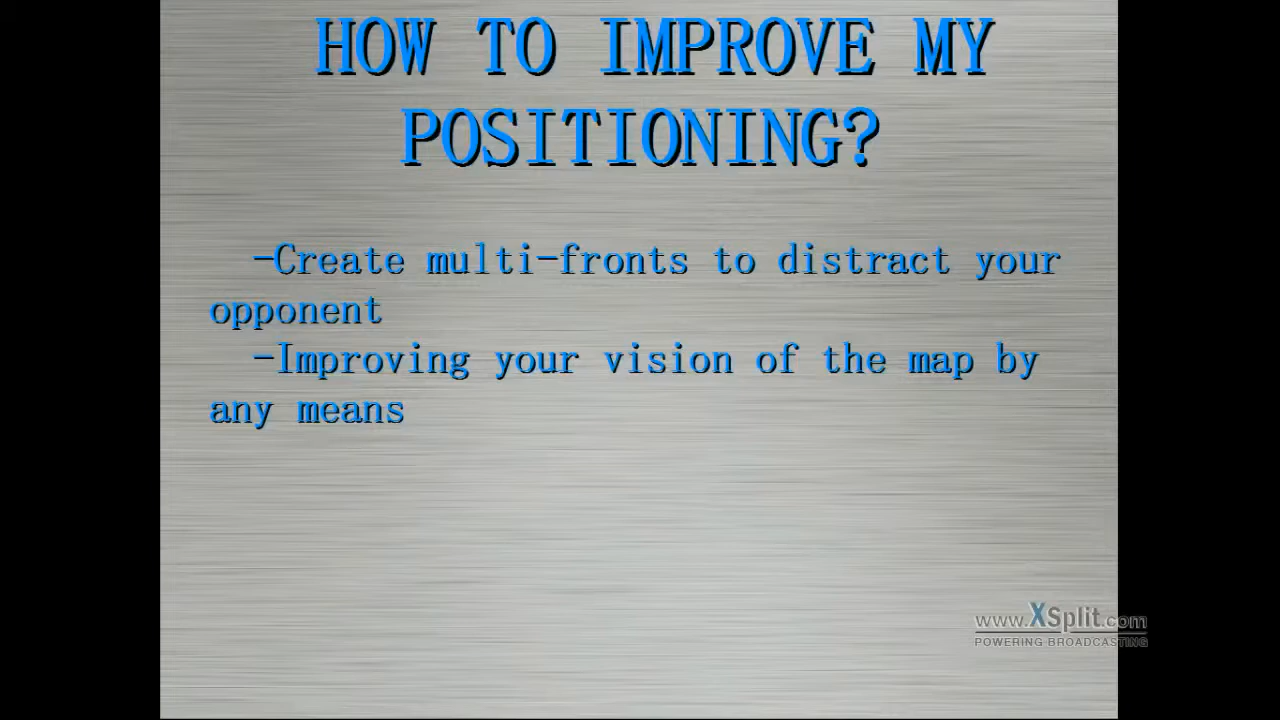 HOW TO IMPROVE MY
POSITIONING?
-Create multi-fronts to distract your
opponent
-Improving your vision of the map by
any means
www.XSplit.com
POWERING BROADCASTING